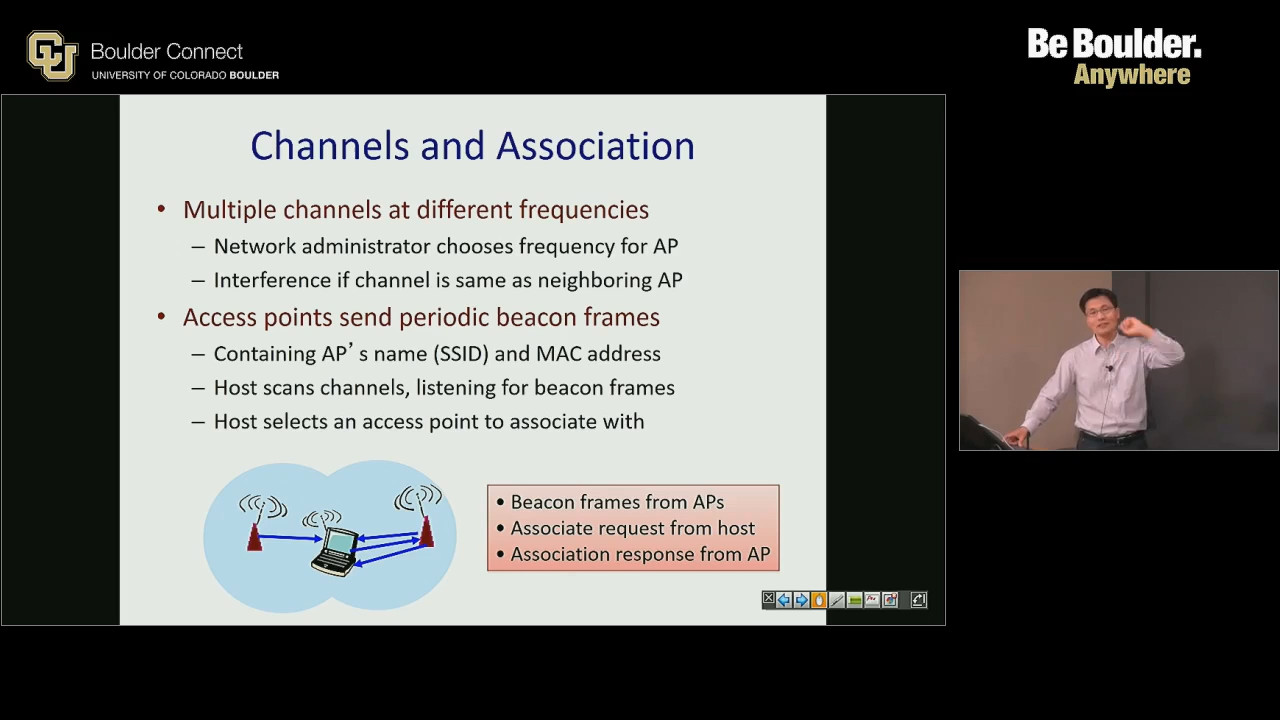 Boulder Connect
UNIVERSITY OF COLORADO BOULDER
Be Boulder.
Anywhere
Channels and Association
• Multiple channels at different frequencies
– Network administrator chooses frequency for AP
– Interference if channel is same as neighboring AP
• Access points send periodic beacon frames
– Containing AP’s name (SSID) and MAC address
– Host scans channels, listening for beacon frames
– Host selects an access point to associate with
• Beacon frames from APs
• Associate request from host
• Association response from AP